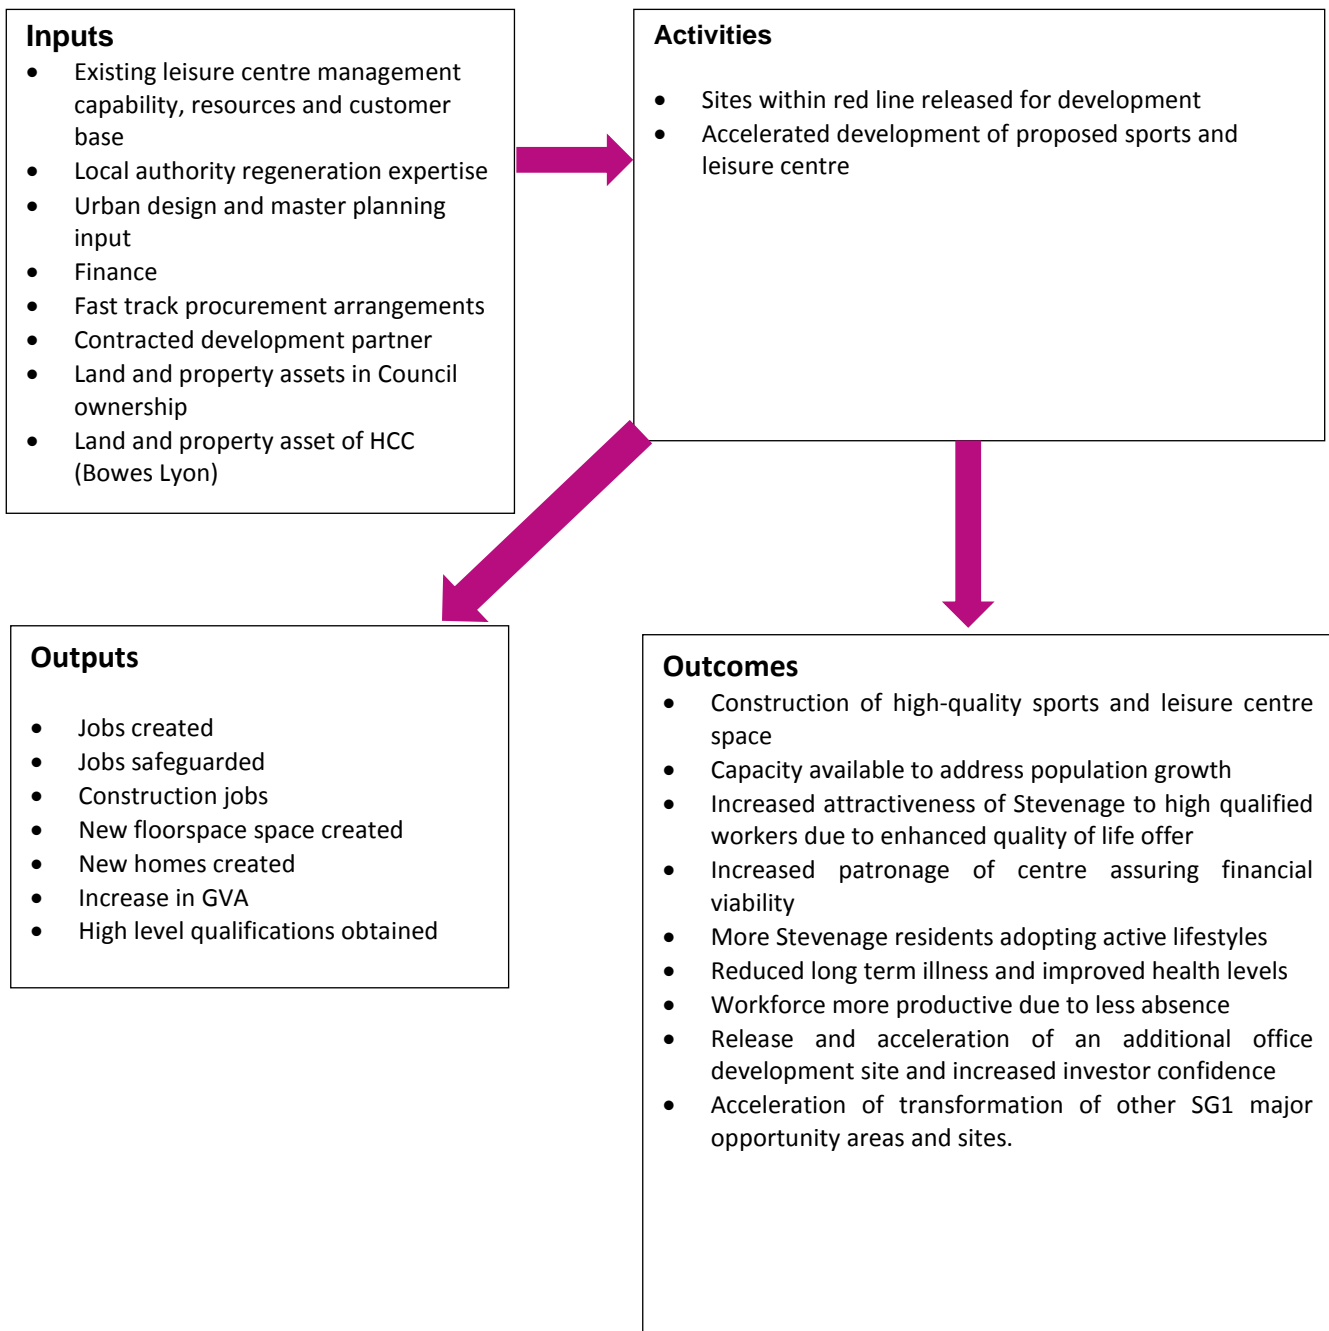 Inputs
• Existing leisure centre management
capability, resources and customer
base
• Local authority regeneration expertise
• Urban design and master planning
input
• Finance
• Fast track procurement arrangements
• Contracted development partner
• Land and property assets in Council
ownership
• Land and property asset of HCC
(Bowes Lyon)
Activities
• Sites within red line released for development
• Accelerated development of proposed sports and
leisure centre
Outputs
• Jobs created
• Jobs safeguarded
• Construction jobs
• New floorspace space created
• New homes created
• Increase in GVA
• High level qualifications obtained
Outcomes
• Construction of high-quality sports and leisure centre
space
• Capacity available to address population growth
• Increased attractiveness of Stevenage to high qualified
workers due to enhanced quality of life offer
• Increased patronage of centre assuring financial
viability
• More Stevenage residents adopting active lifestyles
• Reduced long term illness and improved health levels
• Workforce more productive due to less absence
• Release and acceleration of an additional office
development site and increased investor confidence
• Acceleration of transformation of other SG1 major
opportunity areas and sites.